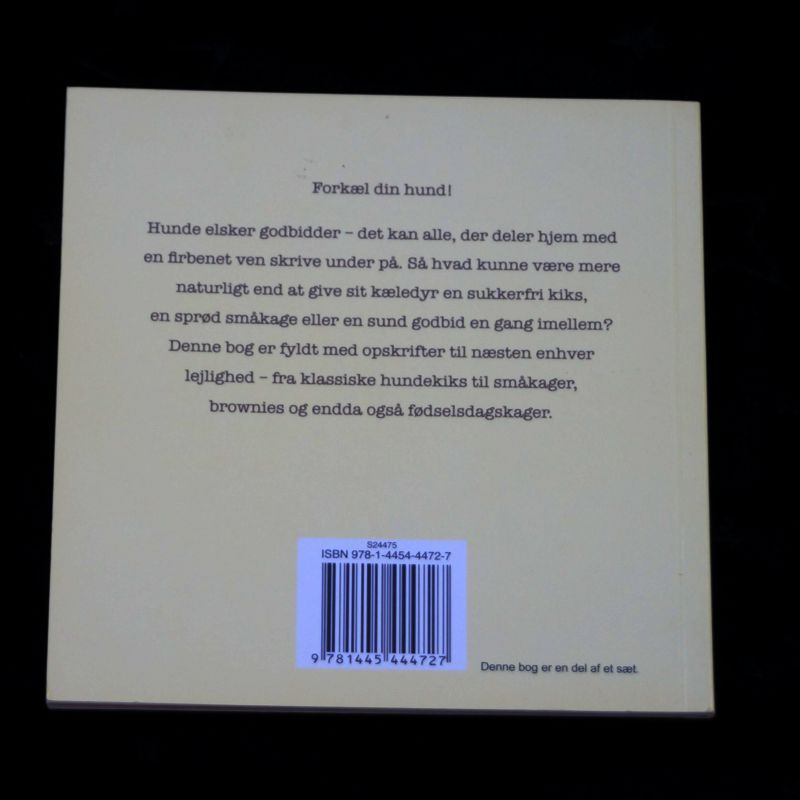 Forkæl din hund!
Hunde elsker godbidder – det kan alle, der deler hjem med
en firbenet ven skrive under på. Så hvad kunne være mere
naturligt end at give sit kæledyr en sukkerfri kiks,
en sprød småkage eller en sund godbid en gang imellem?
Denne bog er fyldt med opskrifter til næsten enhver
lejlighed – fra klassiske hundekiks til småkager,
brownies og endda også fødselsdagskager.
S24475
ISBN 978-1-4454-4472-7
9 781445 444727
Denne bog er en del af et sæt.